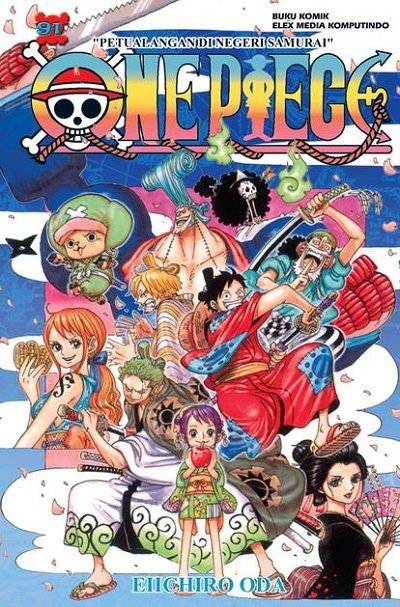 91
BUKU KOMIK
ELEX MEDIA KOMPUTINDO
"PETUALANGAN DI NEGERI SAMURAI"
ONE PIECE
EIICHIRO ODA